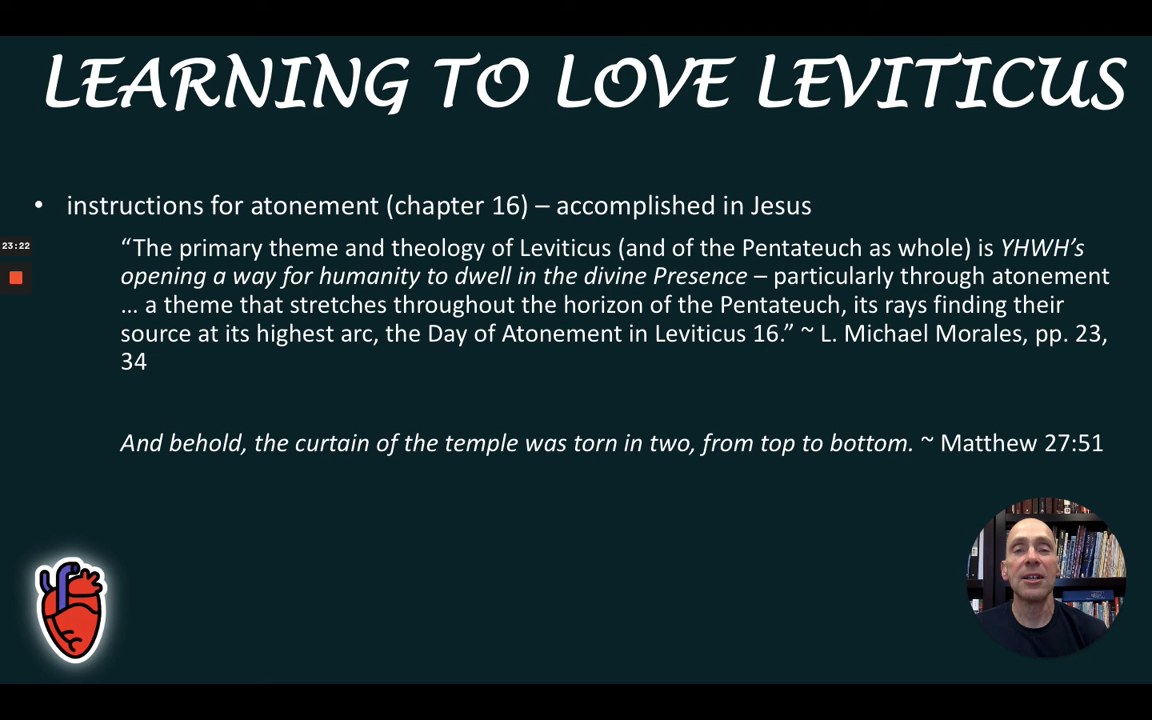 LEARNING TO LOVE LEVITICUS
• instructions for atonement (chapter 16) – accomplished in Jesus
23:22
“The primary theme and theology of Leviticus (and of the Pentateuch as whole) is YHWH’s
opening a way for humanity to dwell in the divine Presence – particularly through atonement
… a theme that stretches throughout the horizon of the Pentateuch, its rays finding their
source at its highest arc, the Day of Atonement in Leviticus 16.” ~ L. Michael Morales, pp. 23,
34
And behold, the curtain of the temple was torn in two, from top to bottom. ~ Matthew 27:51